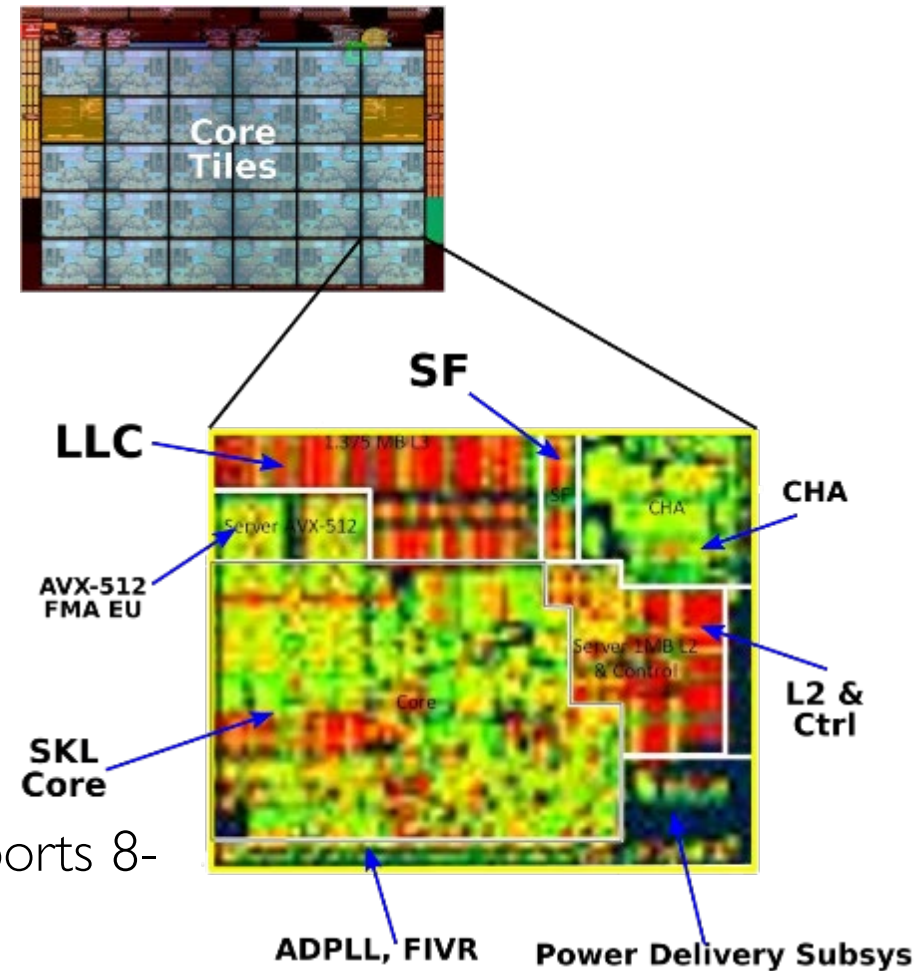 Core
Tiles
SF
LLC
1.375 MB L3
SF
CHA
CHA
Server AVX-512
AVX-512
FMA EU
Server 1MB L2
& Control
Core
L2 &
Ctrl
SKL
Core
ports 8-
ADPLL, FIVR
Power Delivery Subsys